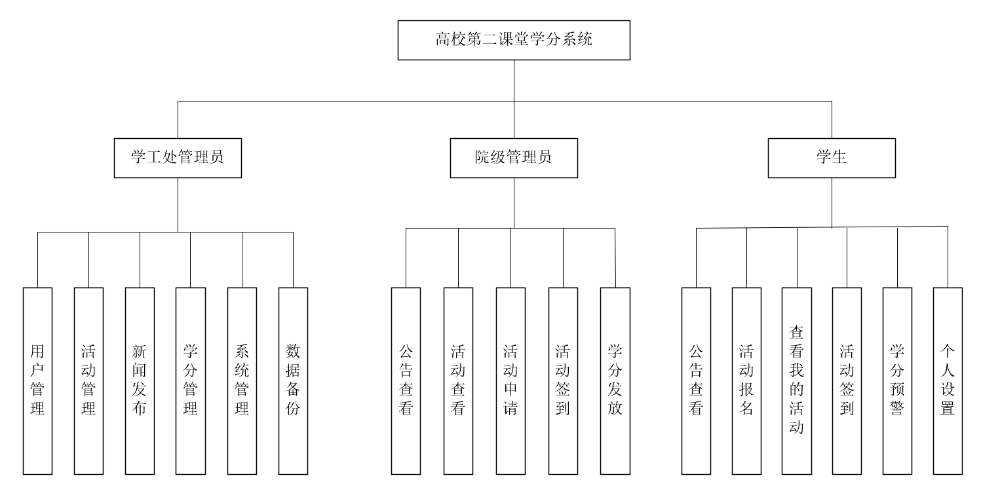 高校第二课堂学分系统
学工处管理员
院级管理员
学生
用户管理
活动管理
新闻发布
学分管理
系统管理
数据备份
公告查看
活动查看
活动申请
活动签到
学分发放
公告查看
活动报名
查看我的活动
活动签到
学分预警
个人设置